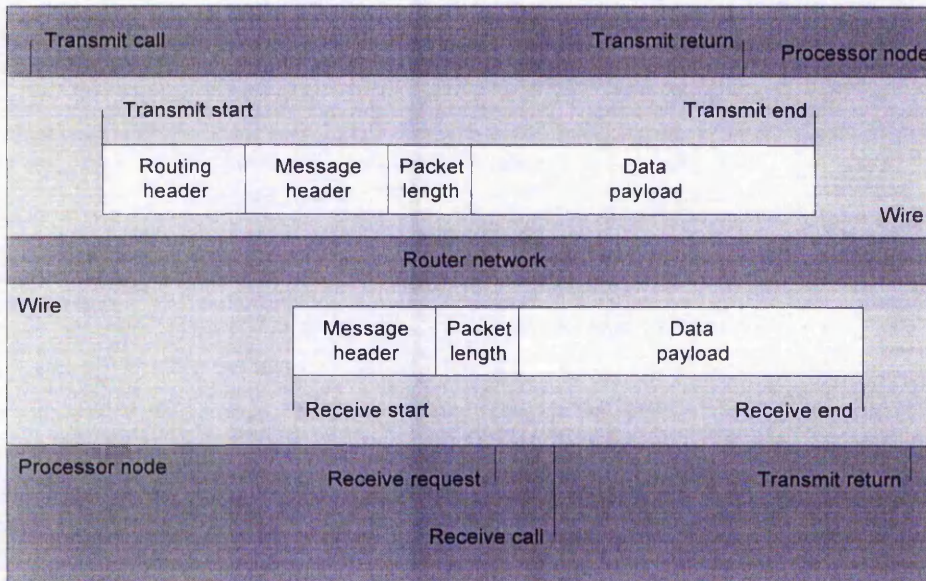 Transmit call
Transmit return
Processor node
Transmit start
Transmit end
Routing
header
Message
header
Packet
length
Data
payload
Wire
Router network
Wire
Message
header
Packet
length
Data
payload
Receive start
Receive end
Processor node
Receive request
Transmit return
Receive call